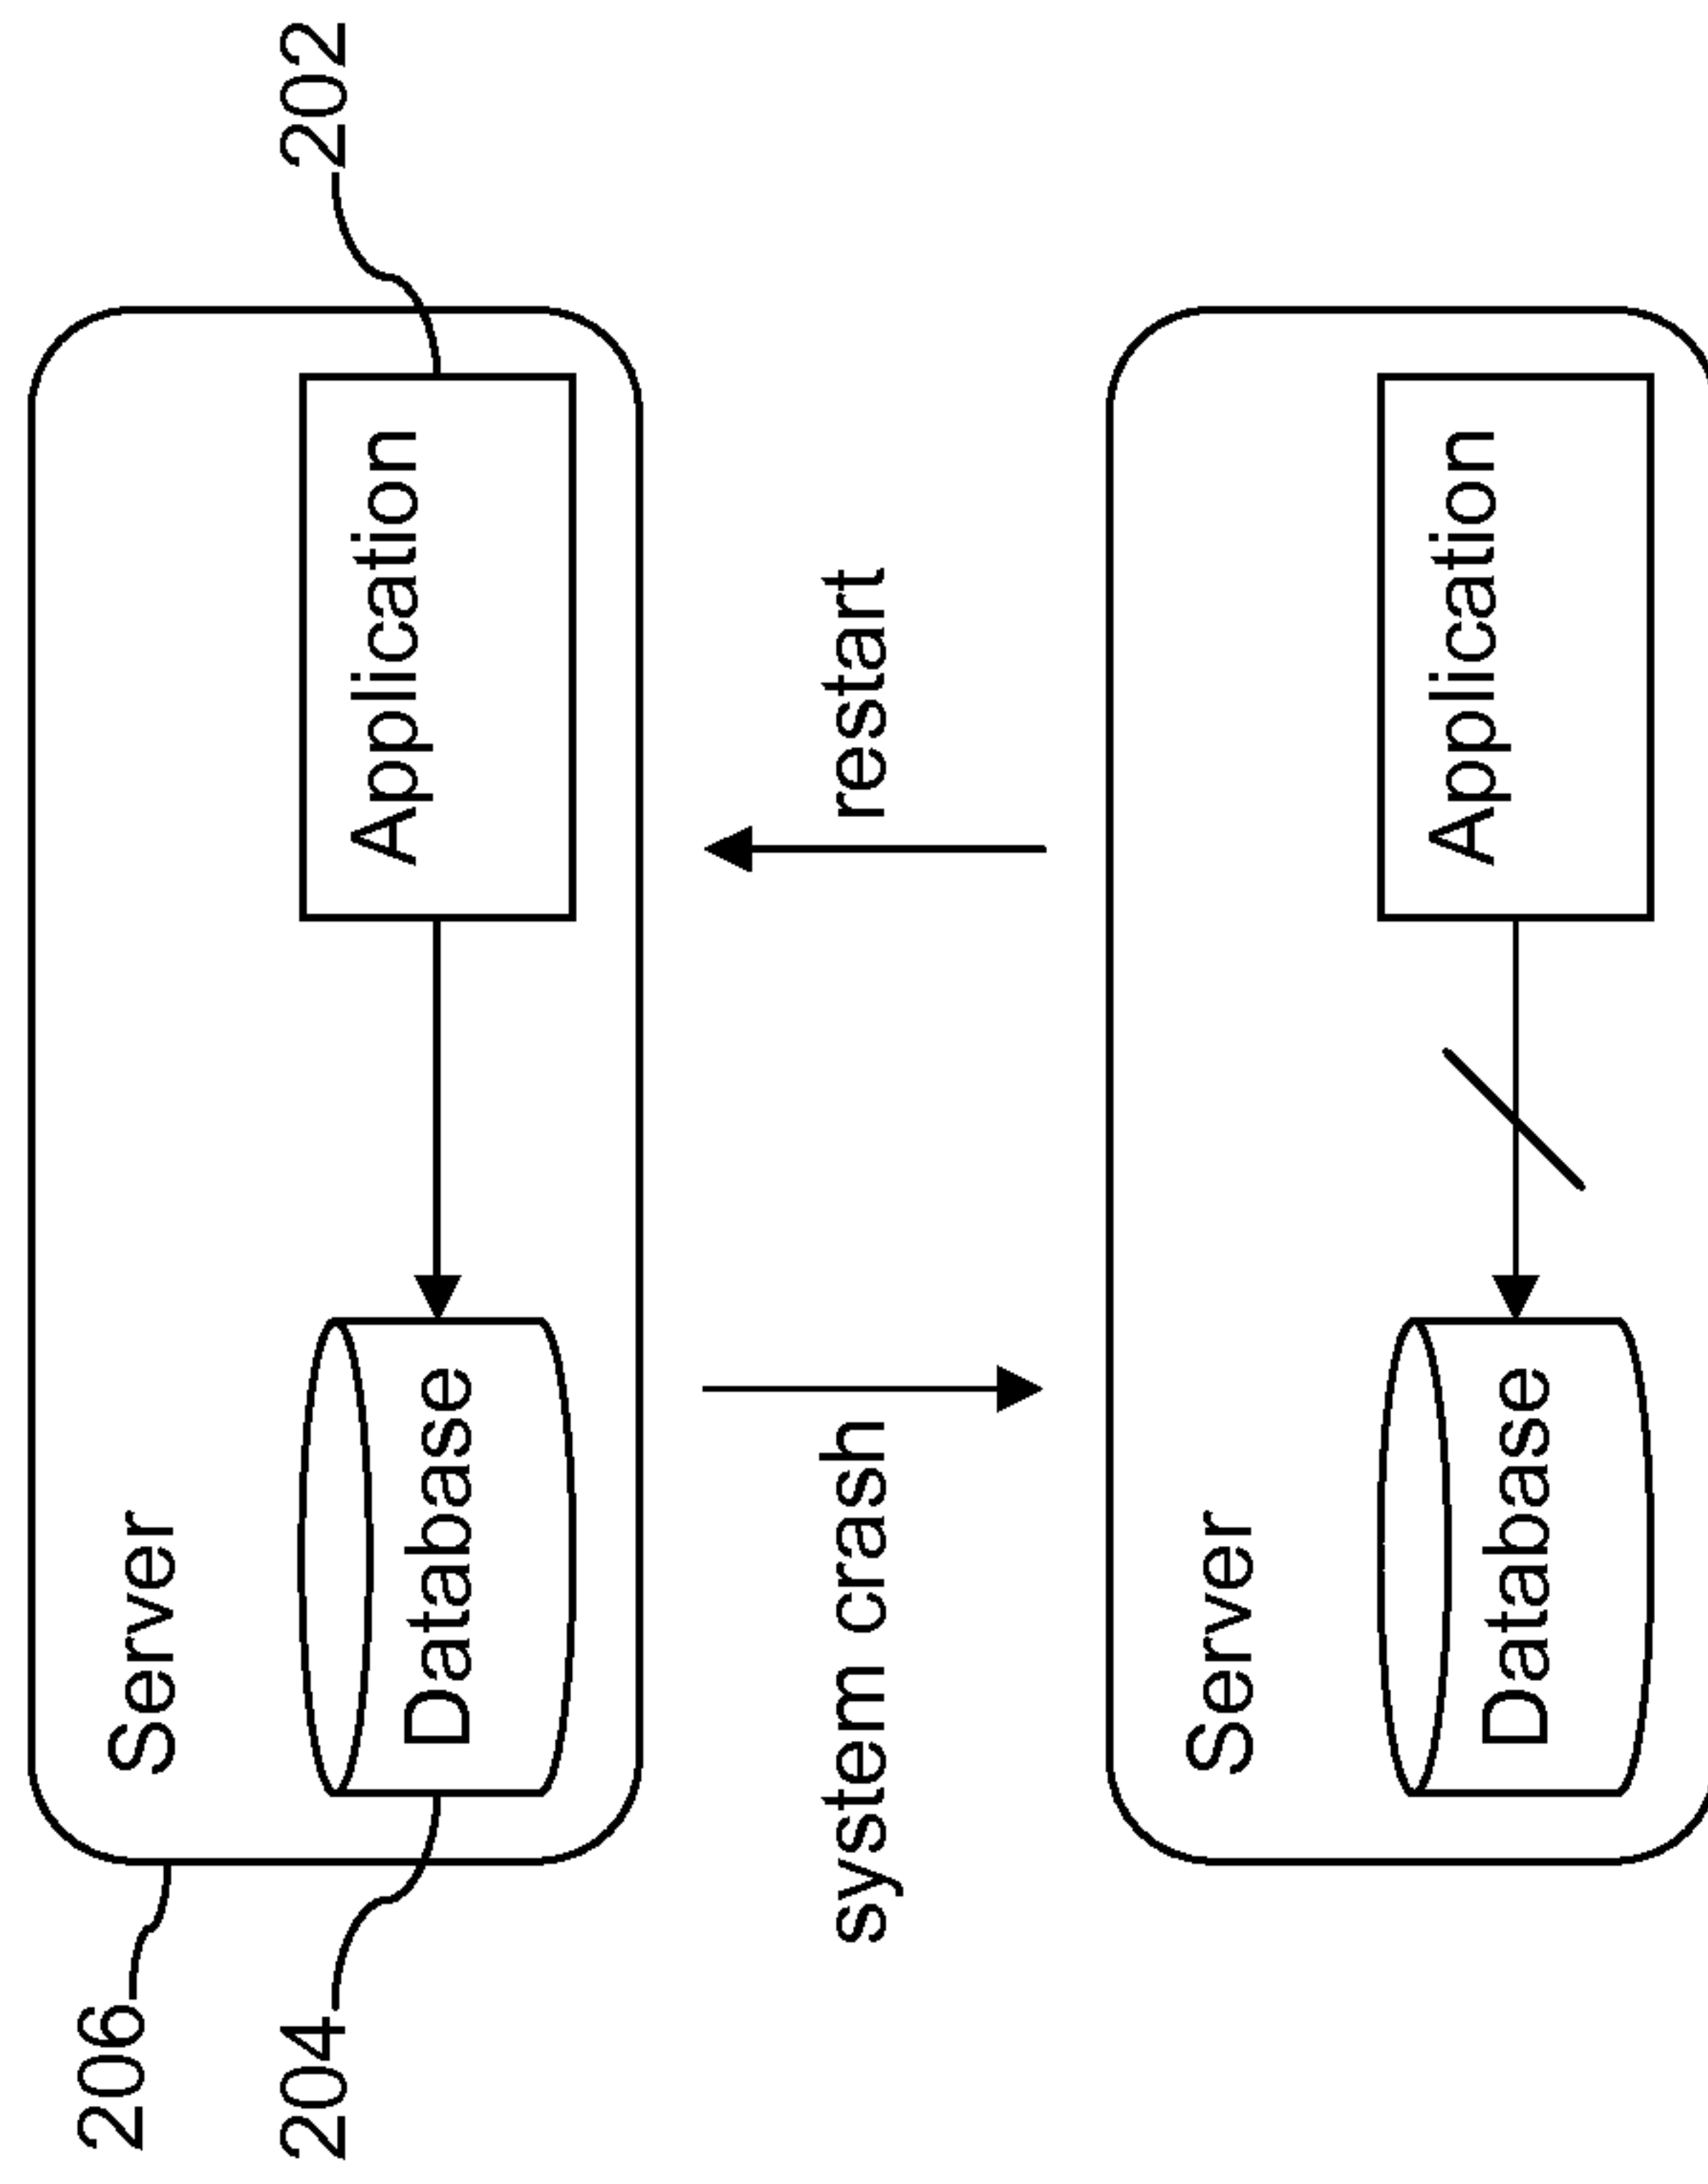 206
Server
204
202
Database
Application
system crash
restart
Server
Database
Application